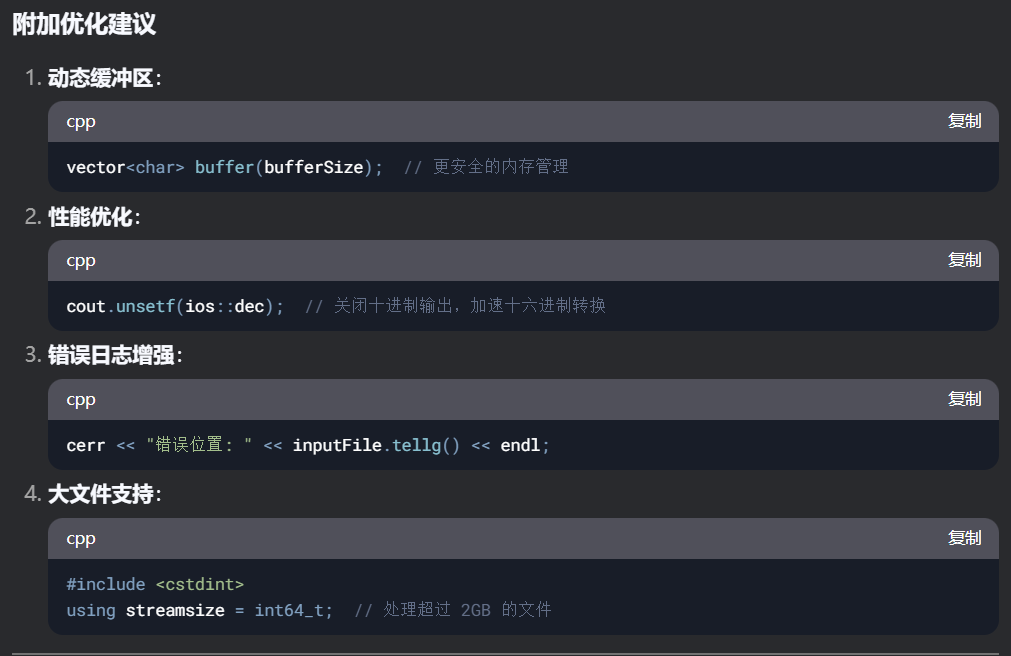 附加优化建议
1. 动态缓冲区：
cpp 复制
vector<char> buffer(bufferSize);  // 更安全的内存管理
2. 性能优化：
cpp 复制
cout.unsetf(ios::dec);  // 关闭十进制输出，加速十六进制转换
3. 错误日志增强：
cpp 复制
cerr << "错误位置: " << inputFile.tellg() << endl;
4. 大文件支持：
cpp 复制
#include <cstdint>
using streamsize = int64_t;  // 处理超过 2GB 的文件